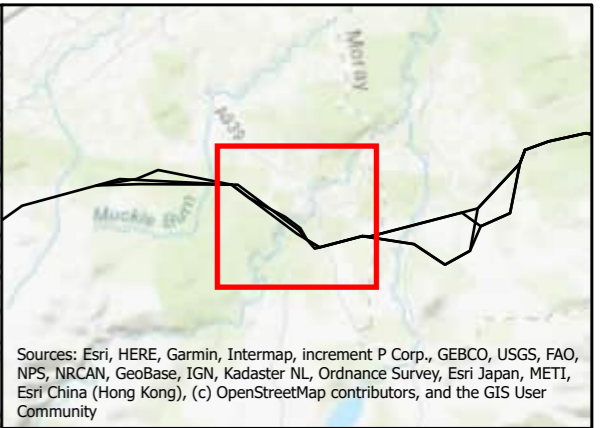 Moray
A939
Muckle Burn
Sources: Esri, HERE, Garmin, Intermap, increment P Corp., GEBCO, USGS, FAO,
NPS, NRCAN, GeoBase, IGN, Kadaster NL, Ordnance Survey, Esri Japan, METI,
Esri China (Hong Kong), (c) OpenStreetMap contributors, and the GIS User
Community